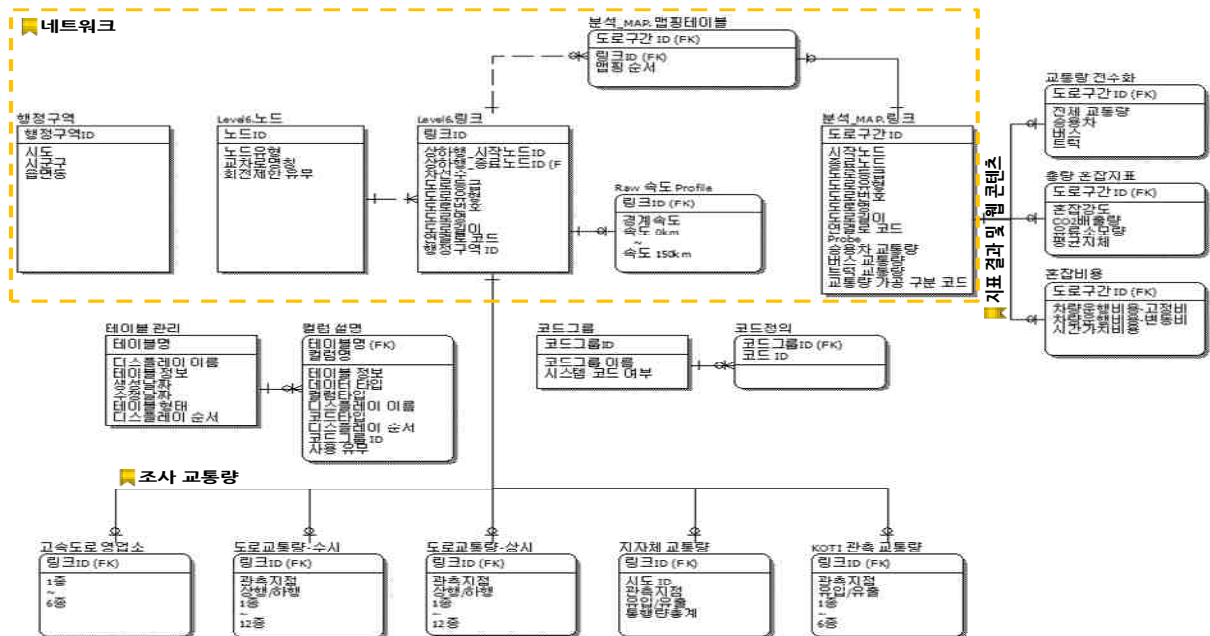 네트워크
분석_MAP.맵핑테이블
도로구간 ID (FK)
링크ID (FK)
맵핑 순서
행정구역
행정구역ID
시도
시군구
읍면동
Level6.노드
노드ID
노드유형
교차로명칭
회전제한 유무
Level6.링크
링크ID
상하행_시작노드ID
상하행_종료노드ID (F
차선수
행정구역 ID
Raw 속도 Profile
링크ID (FK)
경계속도
속도 0km
~
속도 150km
분석_MAP.링크
도로구간ID
시작노드
종료노드
연결로 코드
Probe
승용차 교통량
버스 교통량
트럭 교통량
교통량 가공 구분 코드
지표 결과 및 웹 콘텐츠
교통량 전수화
도로구간ID (FK)
전체 교통량
승용차
버스
트럭
총량 혼잡지표
도로구간ID (FK)
혼잡강도
CO2배출량
유류소모량
평균지체
혼잡비용
도로구간ID (FK)
차량운행비용-고정비
차량운행비용-변동비
시간가치비용
테이블 관리
테이블명
디스플레이 이름
테이블 정보
생성날짜
수정날짜
테이블 형태
디스플레이 순서
컬럼 설명
테이블명 (FK)
컬럼명
테이블 정보
데이터 타입
컬럼타입
디스플레이 이름
코드타입
디스플레이 순서
코드그룹ID
사용 유무
코드그룹
코드그룹ID
코드그룹 이름
시스템 코드 여부
코드정의
코드그룹ID (FK)
코드 ID
조사 교통량
고속도로 영업소
링크ID (FK)
1종
~
6종
도로교통량-수시
링크ID (FK)
관측지점
상행/하행
1종
~
12종
도로교통량-상시
링크ID (FK)
관측지점
상행/하행
1종
~
12종
지자체 교통량
링크ID (FK)
시도 ID
관측지점
유입/유출
통행량총계
KOTI 관측 교통량
링크ID (FK)
관측지점
유입/유출
1종
~
6종